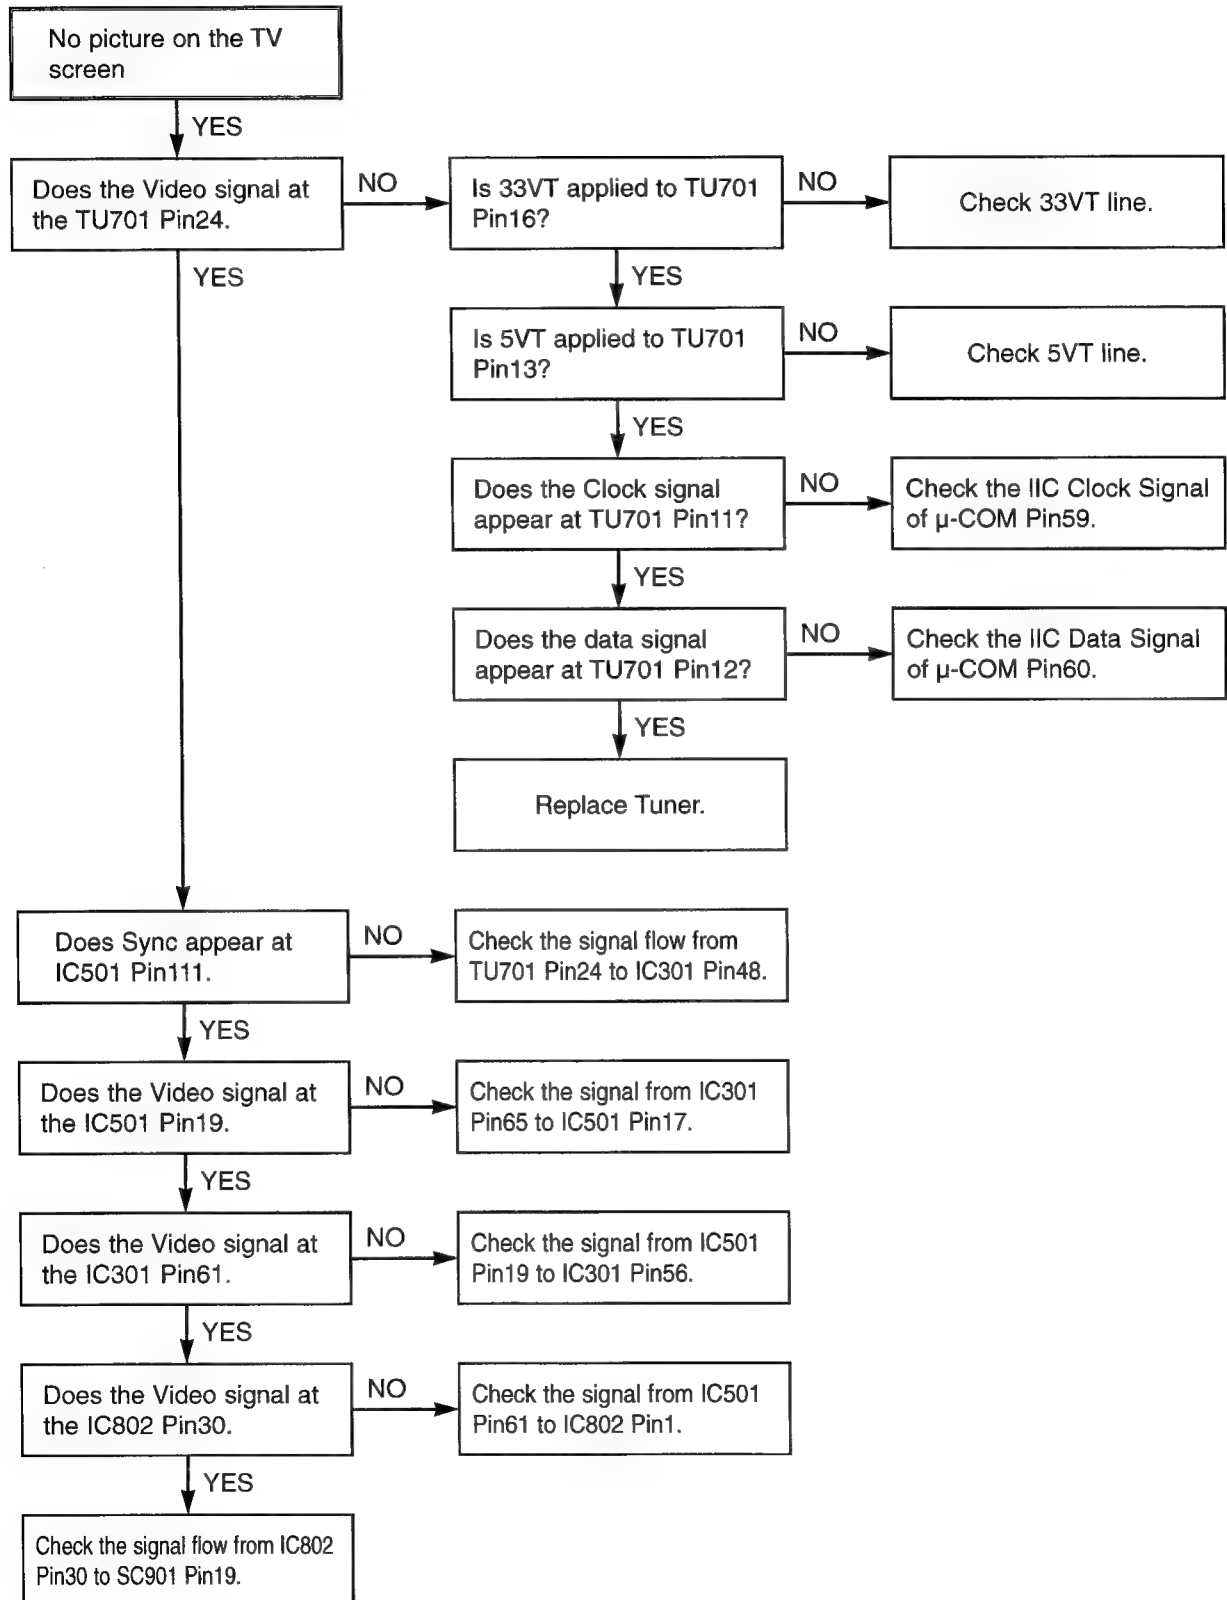 No picture on the TV
screen
YES
Does the Video signal at
the TU701 Pin24.
NO
Is 33VT applied to TU701
Pin16?
NO
Check 33VT line.
YES
YES
Is 5VT applied to TU701
Pin13?
NO
Check 5VT line.
YES
Does the Clock signal
appear at TU701 Pin11?
NO
Check the IIC Clock Signal
of μ-COM Pin59.
YES
Does the data signal
appear at TU701 Pin12?
NO
Check the IIC Data Signal
of μ-COM Pin60.
YES
Replace Tuner.
Does Sync appear at
IC501 Pin111.
NO
Check the signal flow from
TU701 Pin24 to IC301 Pin48.
YES
Does the Video signal at
the IC501 Pin19.
NO
Check the signal from IC301
Pin65 to IC501 Pin17.
YES
Does the Video signal at
the IC301 Pin61.
NO
Check the signal from IC501
Pin19 to IC301 Pin56.
YES
Does the Video signal at
the IC802 Pin30.
NO
Check the signal from IC501
Pin61 to IC802 Pin1.
YES
Check the signal flow from IC802
Pin30 to SC901 Pin19.